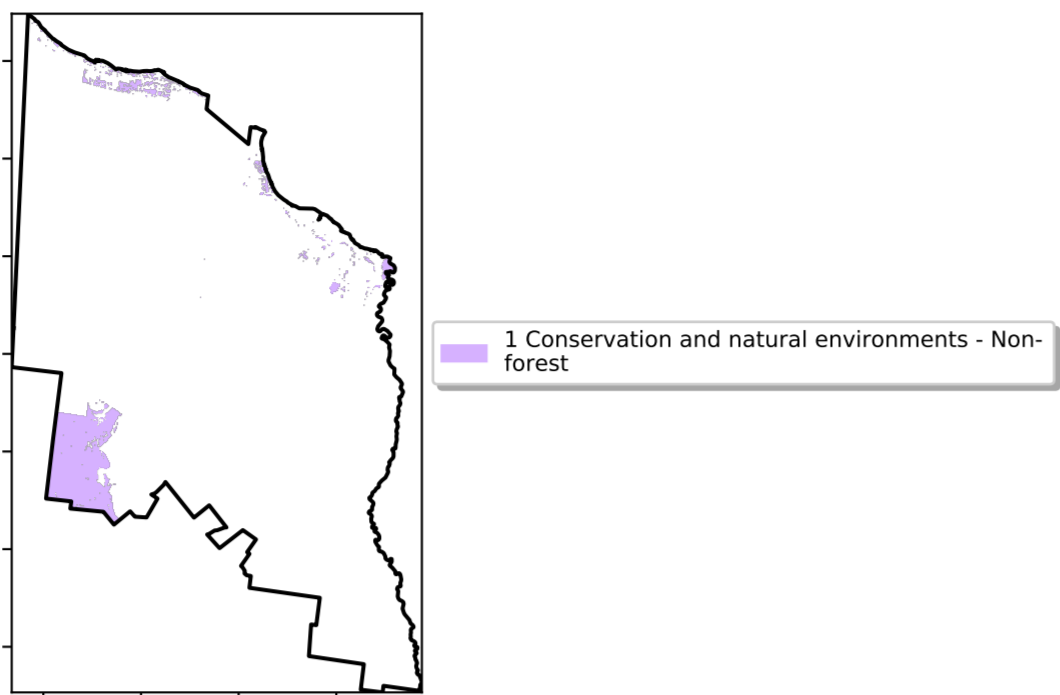 1 Conservation and natural environments - Non-
forest